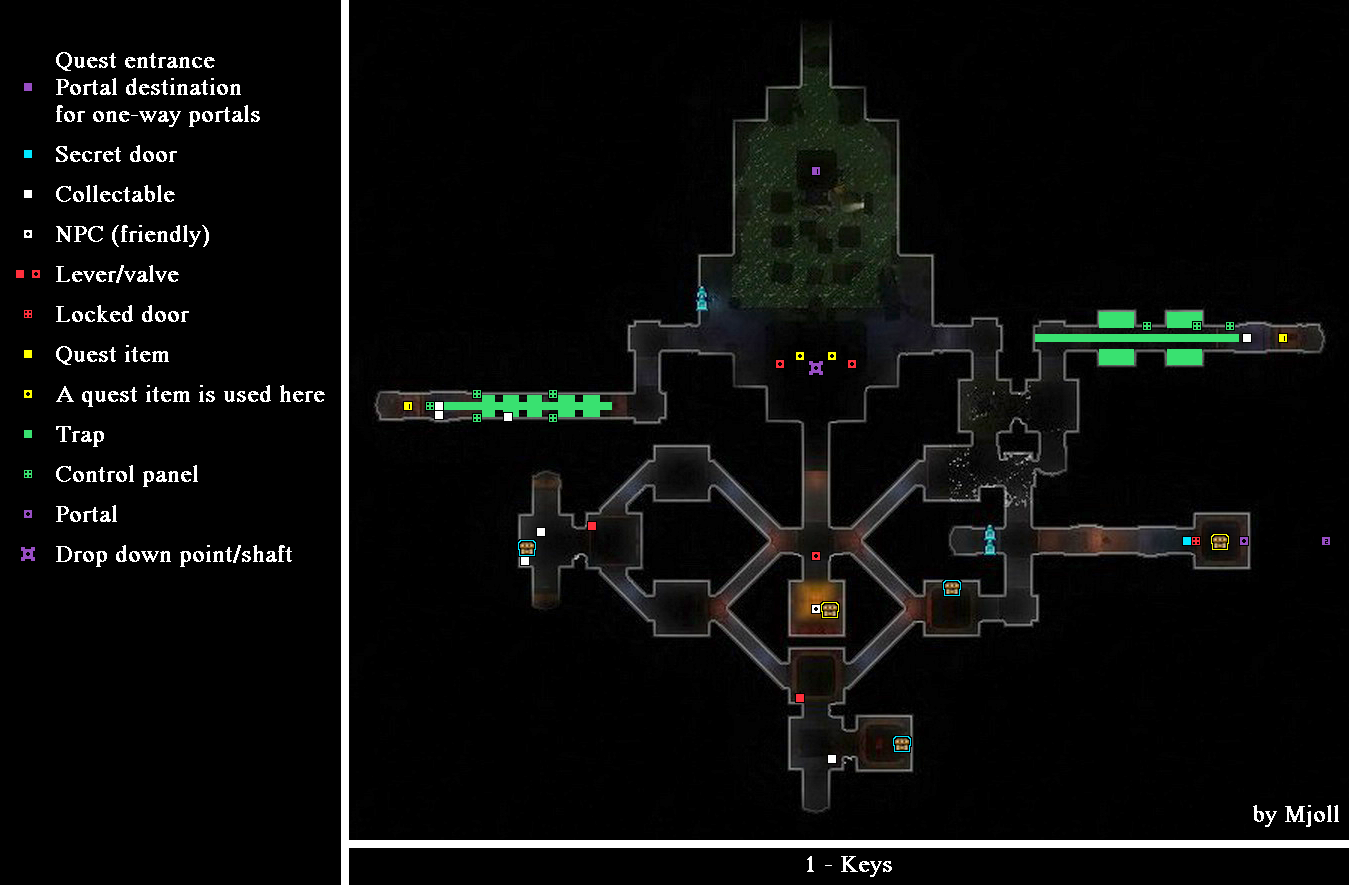 Quest entrance
Portal destination
for one-way portals
Secret door
Collectable
NPC (friendly)
Lever/valve
Locked door
Quest item
A quest item is used here
Trap
Control panel
Portal
Drop down point/shaft
by Mjoll
1 - Keys